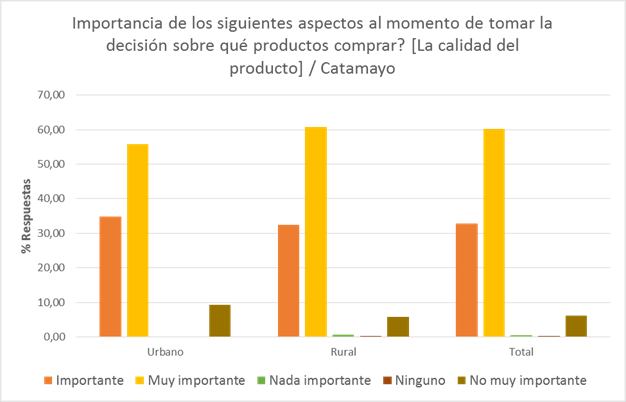 Importancia de los siguientes aspectos al momento de tomar la
decisión sobre qué productos comprar? [La calidad del
producto] / Catamayo
70,00
60,00
50,00
40,00
30,00
20,00
10,00
0,00
% Respuestas
Urbano Rural Total
Importante Muy importante Nada importante Ninguno No muy importante